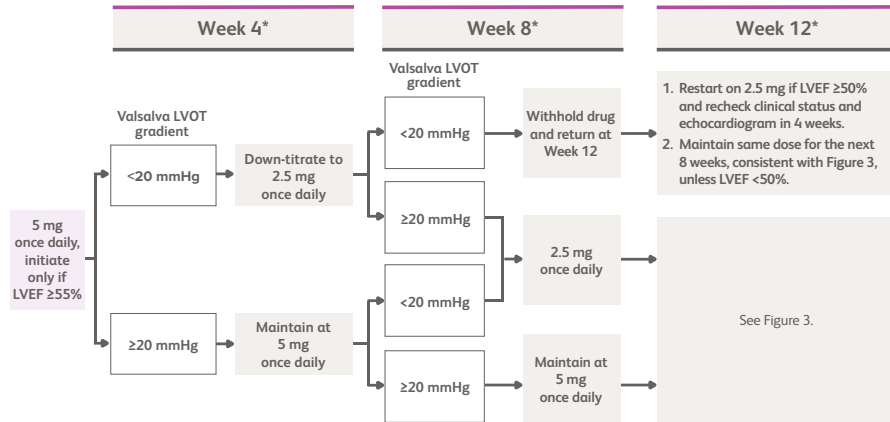 Week 4*
Week 8*
Week 12*
Valsalva LVOT
gradient
<20 mmHg
≥20 mmHg
5 mg
once daily,
initiate
only if
LVEF ≥55%
Down-titrate to
2.5 mg
once daily
Maintain at
5 mg
once daily
Valsalva LVOT
gradient
<20 mmHg
≥20 mmHg
<20 mmHg
≥20 mmHg
Withhold drug
and return at
Week 12
2.5 mg
once daily
Maintain at
5 mg
once daily
1. Restart on 2.5 mg if LVEF ≥50%
and recheck clinical status and
echocardiogram in 4 weeks.
2. Maintain same dose for the next
8 weeks, consistent with Figure 3,
unless LVEF <50%.
See Figure 3.